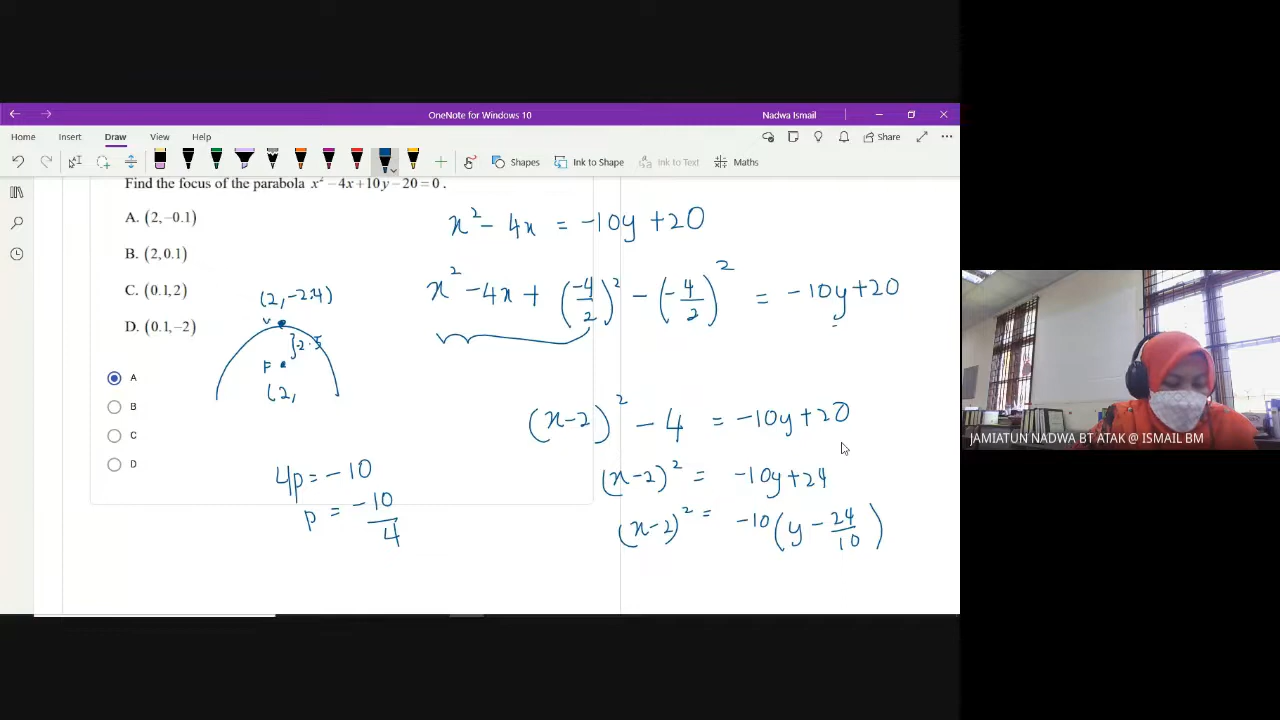 OneNote for Windows 10
Nadwa Ismail
Home Insert Draw View Help
Share
Shapes Ink to Shape Ink to Text Maths
Find the focus of the parabola x² − 4x + 10y − 20 = 0 .
A. (2, −0.1)
B. (2, 0.1)
C. (0.1, 2)
D. (0.1, −2)
A
B
C
D
(2, -2.4)
V
}-2.5
F
(2,
4p = -10
p = -10/4
x² - 4x = -10y + 20
x² - 4x + (-4/2)² - (-4/2)² = -10y + 20
(x-2)² - 4 = -10y + 20
(x-2)² = -10y + 24
(x-2)² = -10(y - 24/10)
JAMIATUN NADWA BT ATAK @ ISMAIL BM